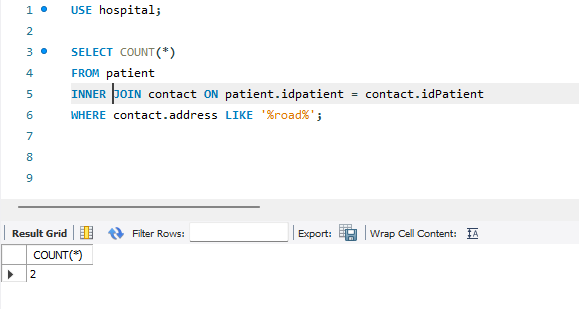 1 USE hospital;
2
3 SELECT COUNT(*)
4 FROM patient
5 INNER JOIN contact ON patient.idpatient = contact.idPatient
6 WHERE contact.address LIKE '%road%';
7
8
9
Result Grid Filter Rows: Export: Wrap Cell Content: IA
COUNT(*)
2